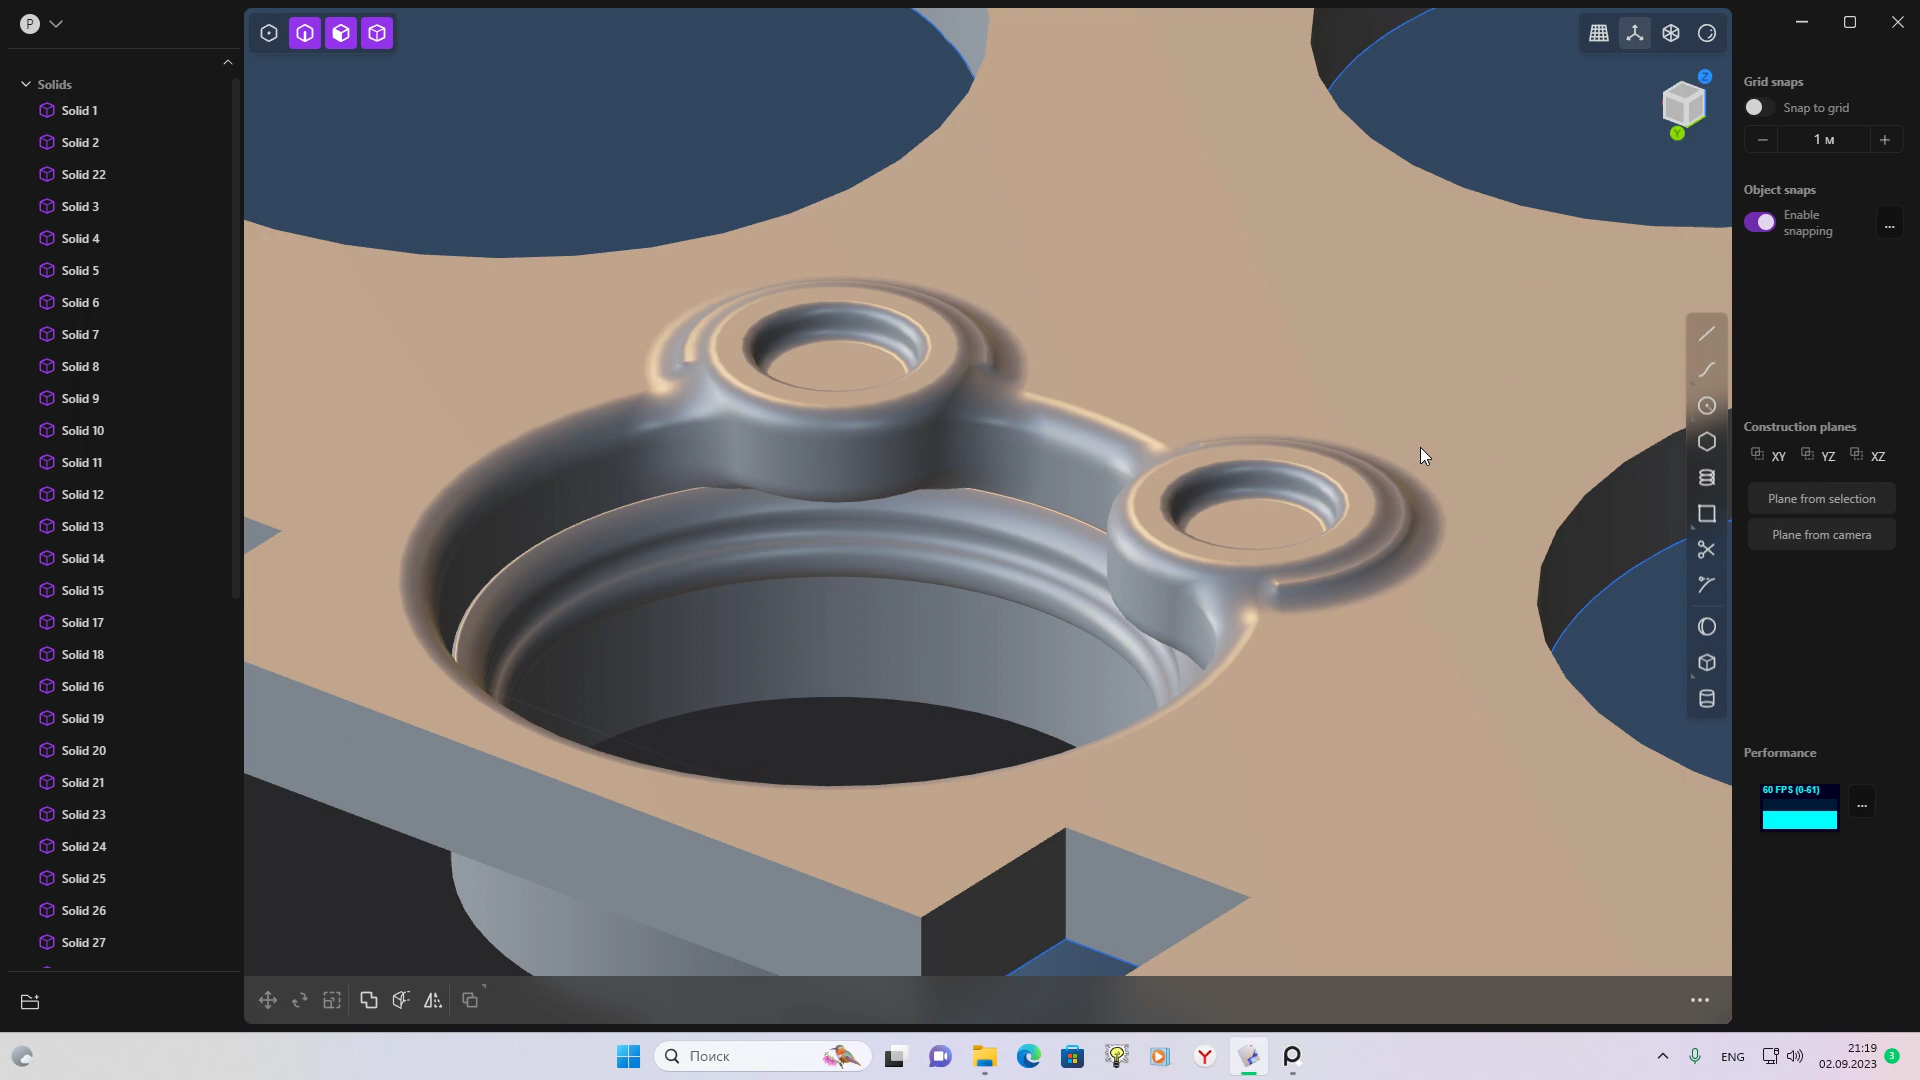 P
Solids
Solid 1
Solid 2
Solid 22
Solid 3
Solid 4
Solid 5
Solid 6
Solid 7
Solid 8
Solid 9
Solid 10
Solid 11
Solid 12
Solid 13
Solid 14
Solid 15
Solid 17
Solid 18
Solid 16
Solid 19
Solid 20
Solid 21
Solid 23
Solid 24
Solid 25
Solid 26
Solid 27
Z
Y
Grid snaps
Snap to grid
1 м
Object snaps
Enable snapping
...
Construction planes
XY YZ XZ
Plane from selection
Plane from camera
Performance
60 FPS (0-61)
...
Поиск
ENG
21:19
02.09.2023
3